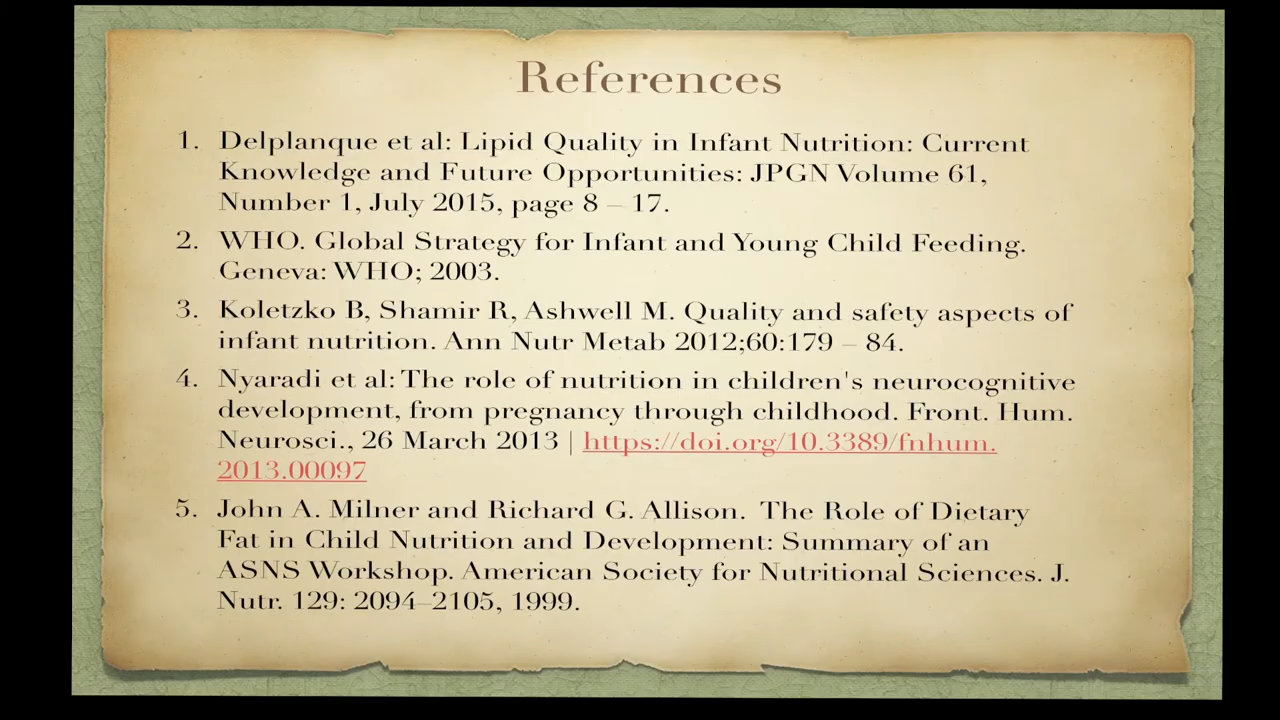 References
1. Delplanque et al: Lipid Quality in Infant Nutrition: Current
Knowledge and Future Opportunities: JPGN Volume 61,
Number 1, July 2015, page 8 – 17.
2. WHO. Global Strategy for Infant and Young Child Feeding.
Geneva: WHO; 2003.
3. Koletzko B, Shamir R, Ashwell M. Quality and safety aspects of
infant nutrition. Ann Nutr Metab 2012;60:179 – 84.
4. Nyaradi et al: The role of nutrition in children's neurocognitive
development, from pregnancy through childhood. Front. Hum.
Neurosci., 26 March 2013 | https://doi.org/10.3389/fnhum.
2013.00097
5. John A. Milner and Richard G. Allison.  The Role of Dietary
Fat in Child Nutrition and Development: Summary of an
ASNS Workshop. American Society for Nutritional Sciences. J.
Nutr. 129: 2094–2105, 1999.